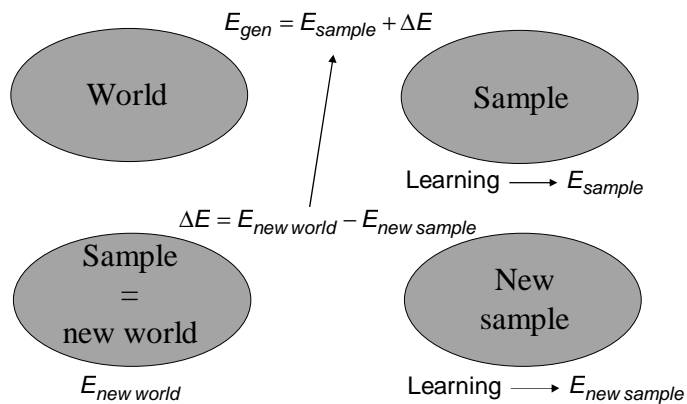 E_gen = E_sample + ΔE
World
Sample
Learning → E_sample
ΔE = E_new world − E_new sample
Sample
=
new world
New
sample
E_new world
Learning → E_new sample